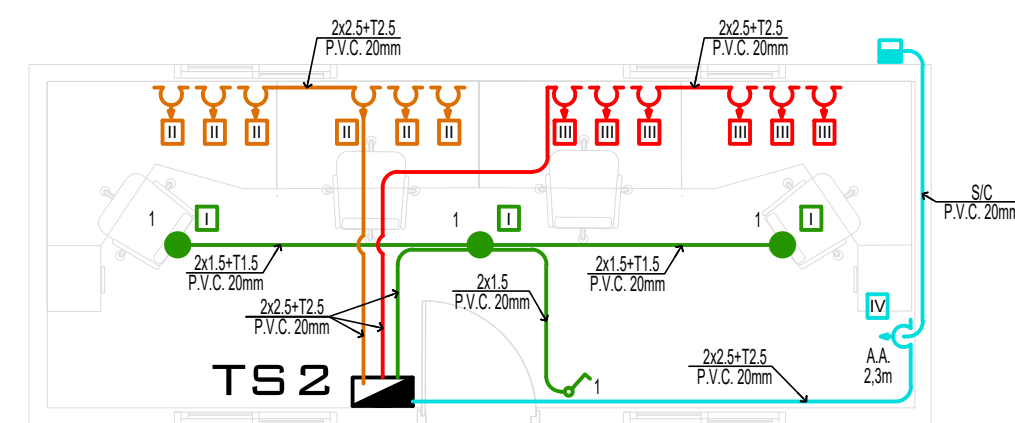 2x2.5+T2.5
P.V.C. 20mm
2x2.5+T2.5
P.V.C. 20mm
II
II
II
II
II
II
III
III
III
III
III
III
S/C
P.V.C. 20mm
1
I
1
I
1
I
2x1.5+T1.5
P.V.C. 20mm
2x1.5
P.V.C. 20mm
2x1.5+T1.5
P.V.C. 20mm
2x2.5+T2.5
P.V.C. 20mm
IV
A.A.
2,3m
2x2.5+T2.5
P.V.C. 20mm
TS2
1